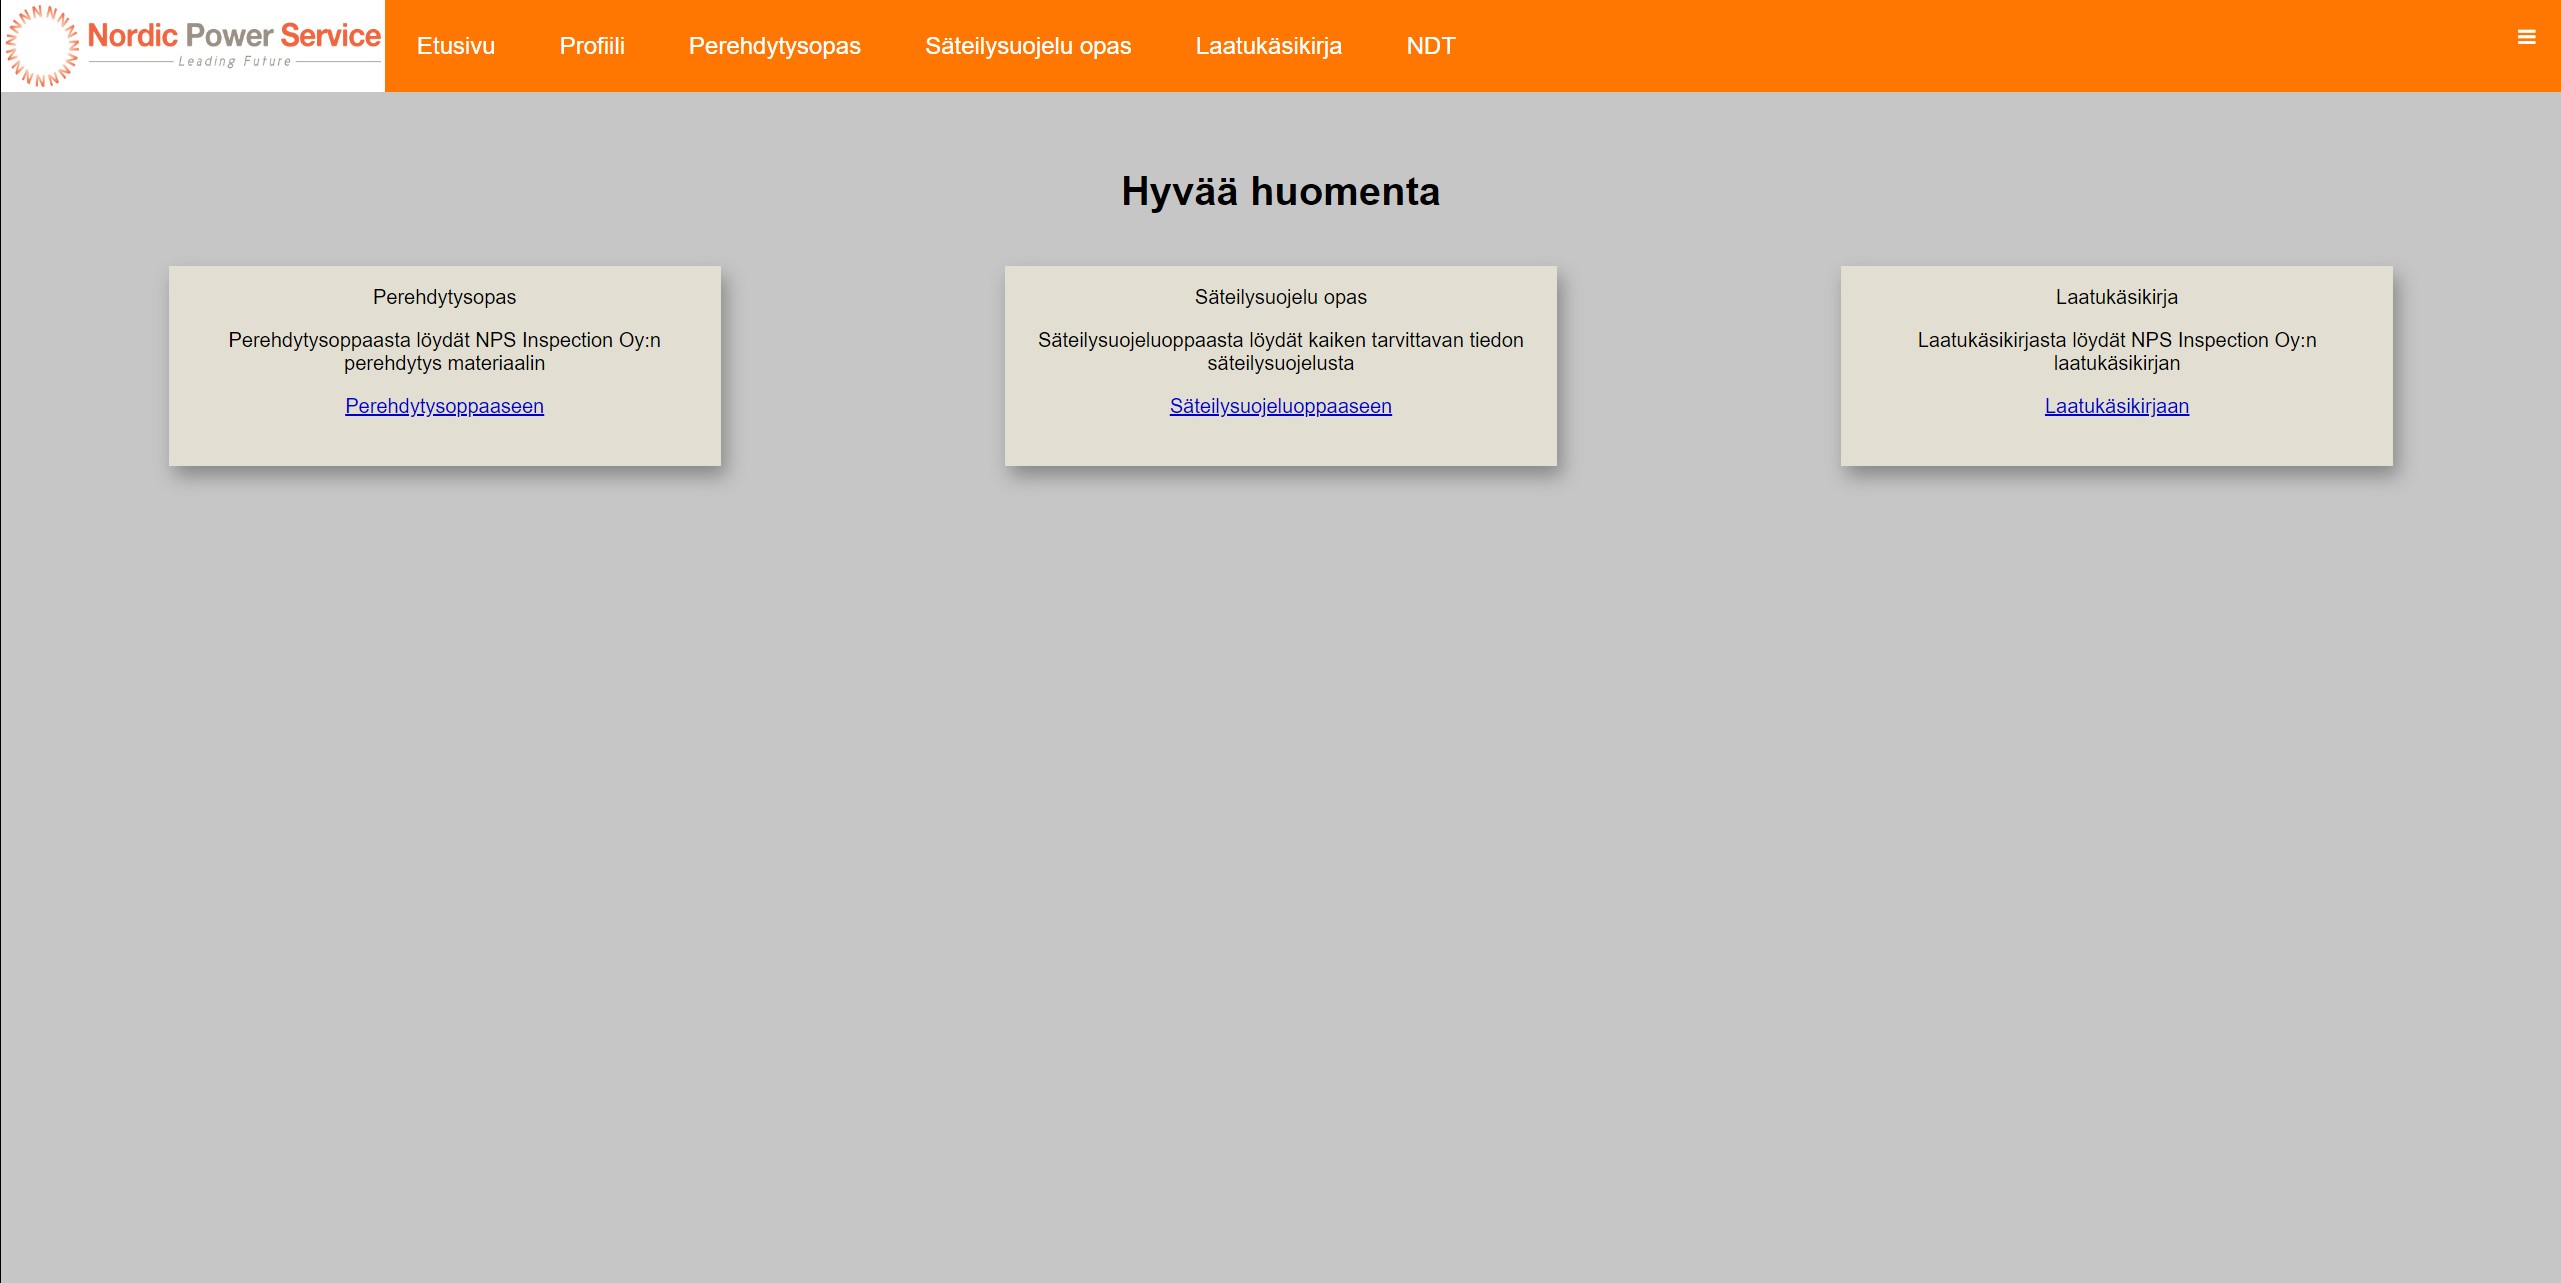 Nordic Power Service
Leading Future
Etusivu Profiili Perehdytysopas Säteilysuojelu opas Laatukäsikirja NDT
Hyvää huomenta
Perehdytysopas
Perehdytysoppaasta löydät NPS Inspection Oy:n
perehdytys materiaalin
Perehdytysoppaaseen
Säteilysuojelu opas
Säteilysuojeluoppaasta löydät kaiken tarvittavan tiedon
säteilysuojelusta
Säteilysuojeluoppaaseen
Laatukäsikirja
Laatukäsikirjasta löydät NPS Inspection Oy:n
laatukäsikirjan
Laatukäsikirjaan